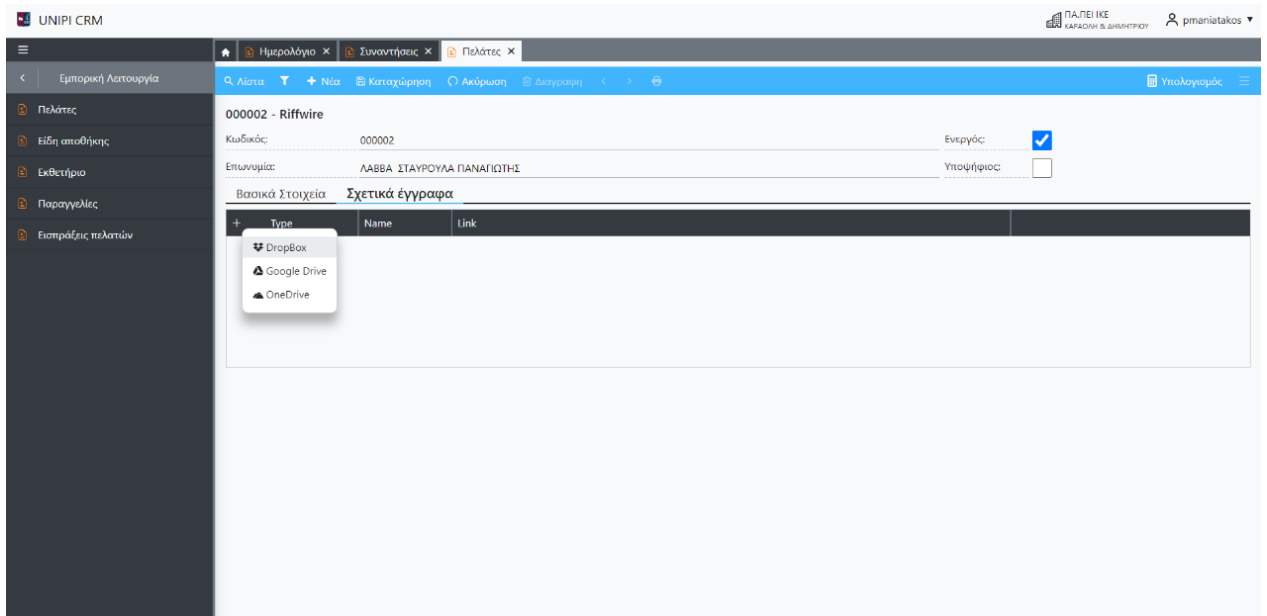 UNIPI CRM
ΠΑ.ΠΕΙ ΙΚΕ
ΚΑΡΑΟΛΗ & ΔΗΜΗΤΡΙΟΥ
pmaniatakos
Ημερολόγιο
Συναντήσεις
Πελάτες
Εμπορική Λειτουργία
Λίστα
Νέα
Καταχώρηση
Ακύρωση
Διαγραφη
Υπολογισμός
Πελάτες
Είδη αποθήκης
Εκθετήριο
Παραγγελίες
Εισπράξεις πελατών
000002 - Riffwire
Κωδικός: 000002 Ενεργός:
Επωνυμία: ΛΑΒΒΑ ΣΤΑΥΡΟΥΛΑ ΠΑΝΑΓΙΩΤΗΣ Υποψήφιος:
Βασικά Στοιχεία Σχετικά έγγραφα
+ Type Name Link
DropBox
Google Drive
OneDrive